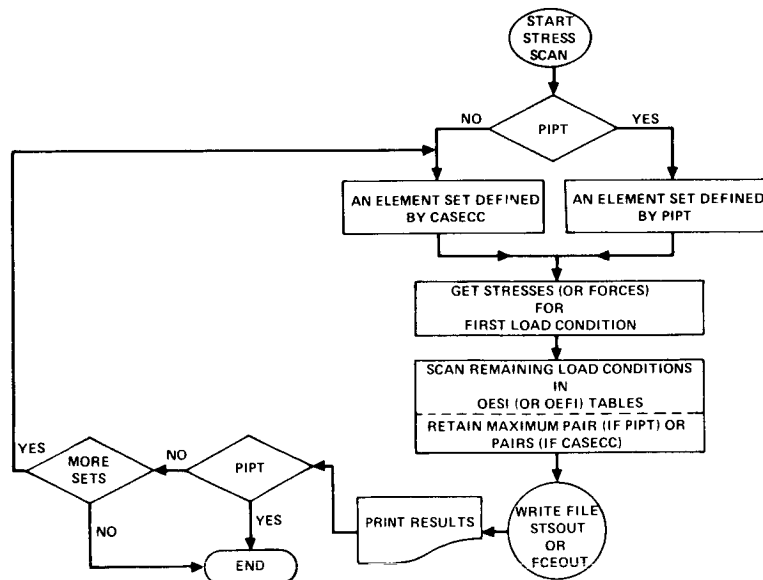 START
STRESS
SCAN
NO
PIPT
YES
AN ELEMENT SET DEFINED
BY CASECC
AN ELEMENT SET DEFINED
BY PIPT
GET STRESSES (OR FORCES)
FOR
FIRST LOAD CONDITION
SCAN REMAINING LOAD CONDITIONS
IN
OESI (OR OEFI) TABLES
RETAIN MAXIMUM PAIR (IF PIPT) OR
PAIRS (IF CASECC)
WRITE FILE
STSOUT
OR
FCEOUT
PRINT RESULTS
PIPT
NO
YES
MORE
SETS
YES
NO
END